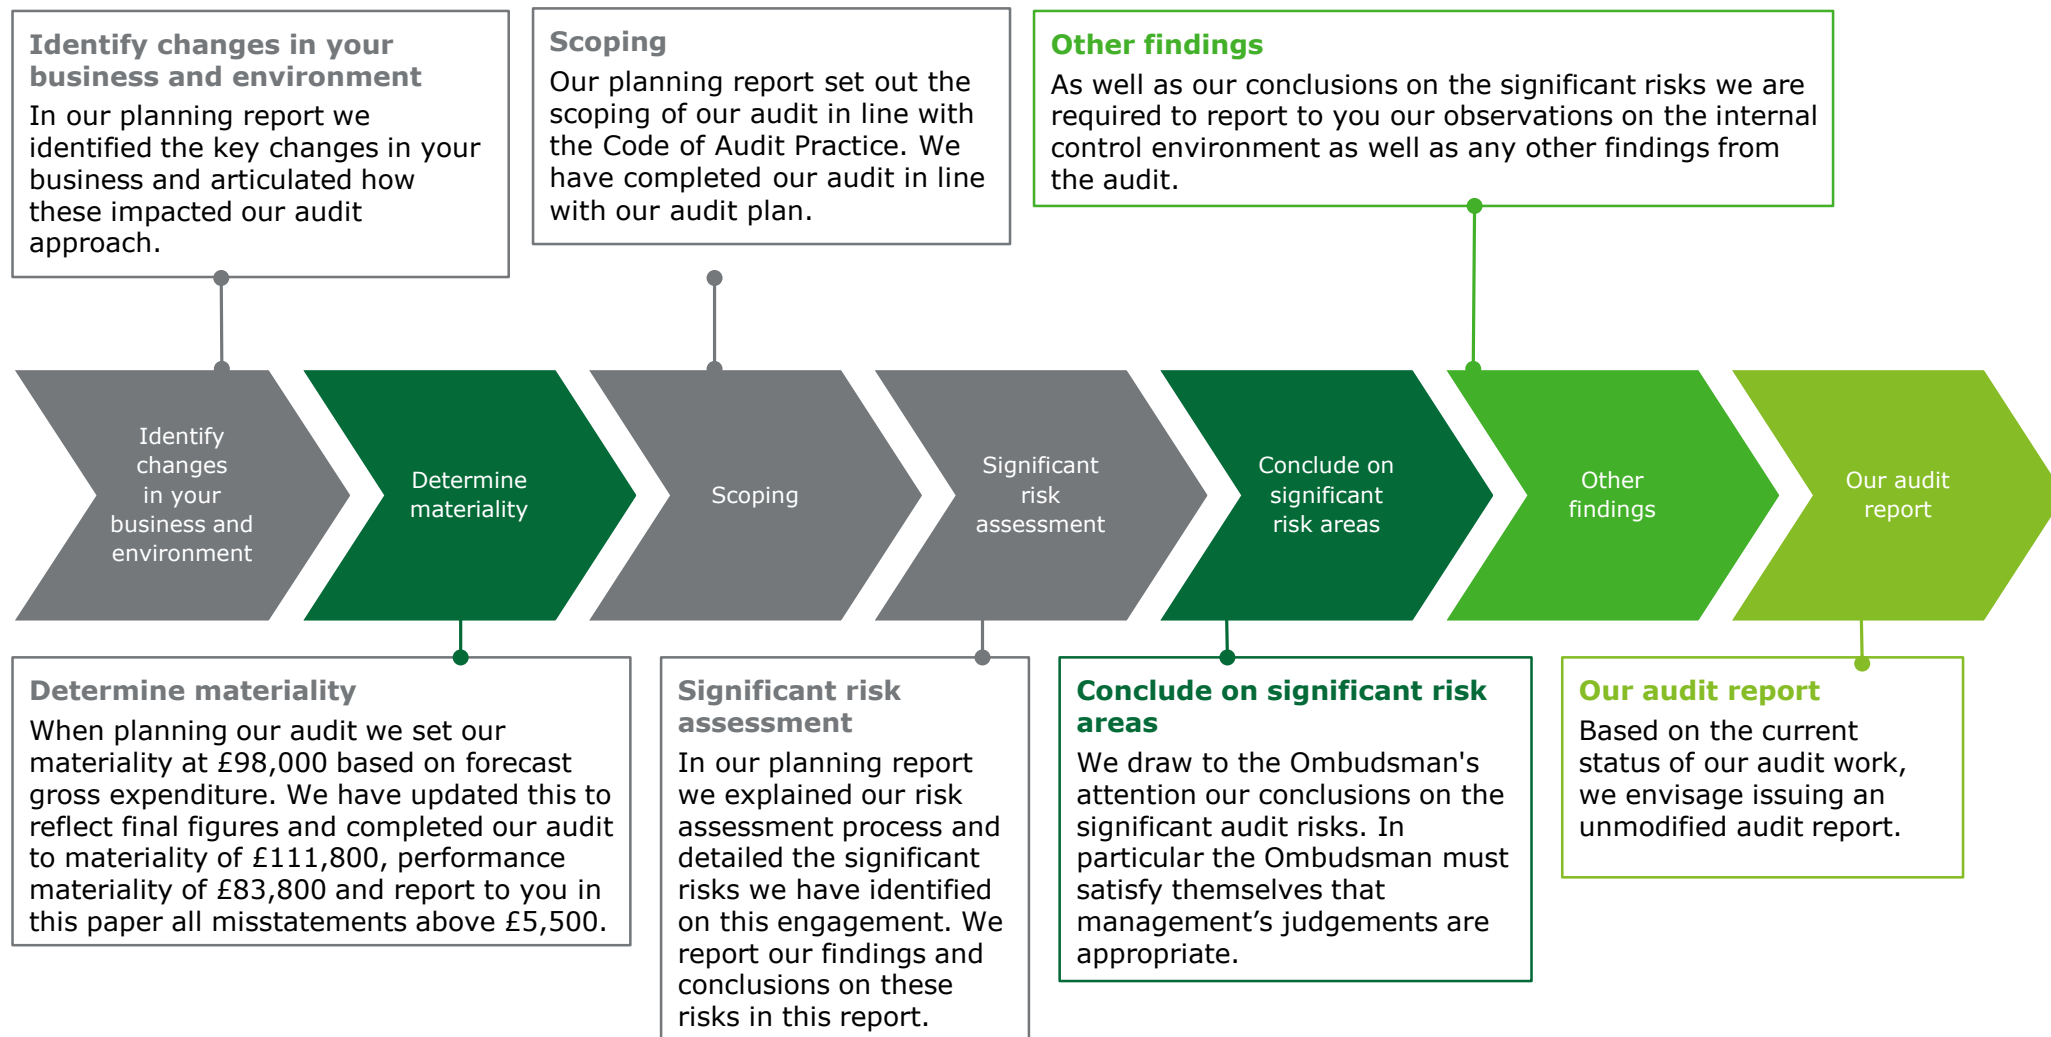 Identify changes in your
business and environment
In our planning report we
identified the key changes in your
business and articulated how
these impacted our audit
approach.
Scoping
Our planning report set out the
scoping of our audit in line with
the Code of Audit Practice. We
have completed our audit in line
with our audit plan.
Other findings
As well as our conclusions on the significant risks we are
required to report to you our observations on the internal
control environment as well as any other findings from
the audit.
Identify
changes
in your
business and
environment
Determine
materiality
Scoping
Significant
risk
assessment
Conclude on
significant
risk areas
Other
findings
Our audit
report
Determine materiality
When planning our audit we set our
materiality at £98,000 based on forecast
gross expenditure. We have updated this to
reflect final figures and completed our audit
to materiality of £111,800, performance
materiality of £83,800 and report to you in
this paper all misstatements above £5,500.
Significant risk
assessment
In our planning report
we explained our risk
assessment process and
detailed the significant
risks we have identified
on this engagement. We
report our findings and
conclusions on these
risks in this report.
Conclude on significant risk
areas
We draw to the Ombudsman's
attention our conclusions on the
significant audit risks. In
particular the Ombudsman must
satisfy themselves that
management’s judgements are
appropriate.
Our audit report
Based on the current
status of our audit work,
we envisage issuing an
unmodified audit report.